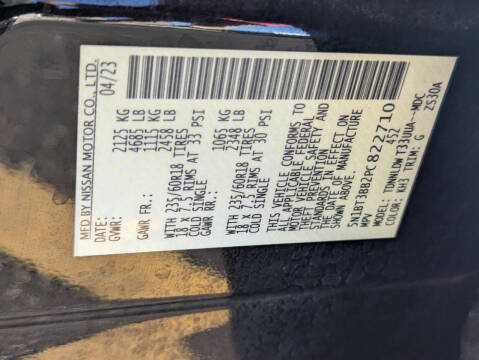 MFD BY NISSAN MOTOR CO., LTD.
DATE: 04/23
GVWR: 2125 KG
4685 LB
GAWR FR.: 1115 KG
2458 LB
WITH 235/60R18 TIRES
18 X 7.5 RIMS AT 33 PSI
COLD SINGLE
GAWR RR.: 1065 KG
2348 LB
WITH 235/60R18 TIRES
18 X 7.5 RIMS AT 30 PSI
COLD SINGLE
THIS VEHICLE CONFORMS TO
ALL APPLICABLE FEDERAL
MOTOR VEHICLE SAFETY AND
THEFT PREVENTION
STANDARDS IN EFFECT ON
THE DATE OF MANUFACTURE
SHOWN ABOVE.
5N1BT3BB2PC822710
MPV 452
MODEL: TDNNLDWT33UUA--MDC
COLOR: KH3 TRIM: G ZS30A